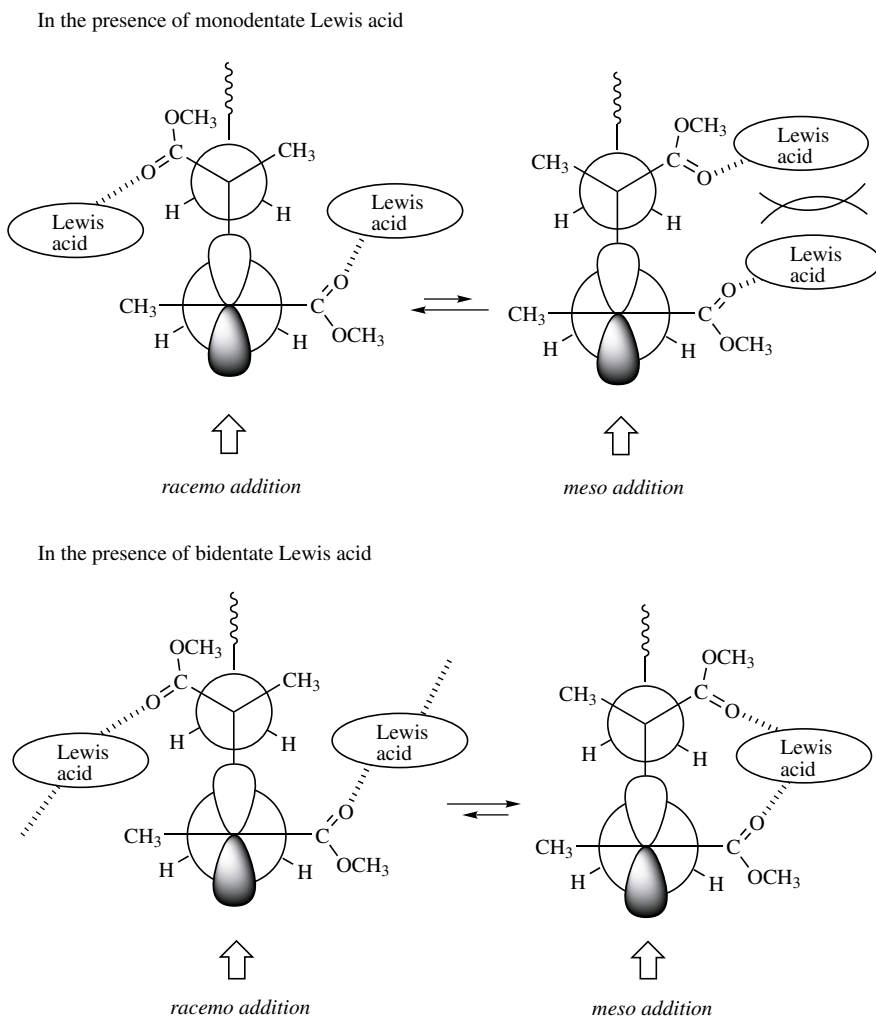 In the presence of monodentate Lewis acid
OCH3
C
O
CH3
H
H
Lewis
acid
Lewis
acid
CH3
C
O
OCH3
H
H
racemo addition
OCH3
C
O
CH3
H
H
Lewis
acid
Lewis
acid
CH3
C
O
OCH3
H
H
meso addition
In the presence of bidentate Lewis acid
OCH3
C
O
CH3
H
H
Lewis
acid
Lewis
acid
CH3
C
O
OCH3
H
H
racemo addition
OCH3
C
O
CH3
H
H
Lewis
acid
CH3
C
O
OCH3
H
H
meso addition